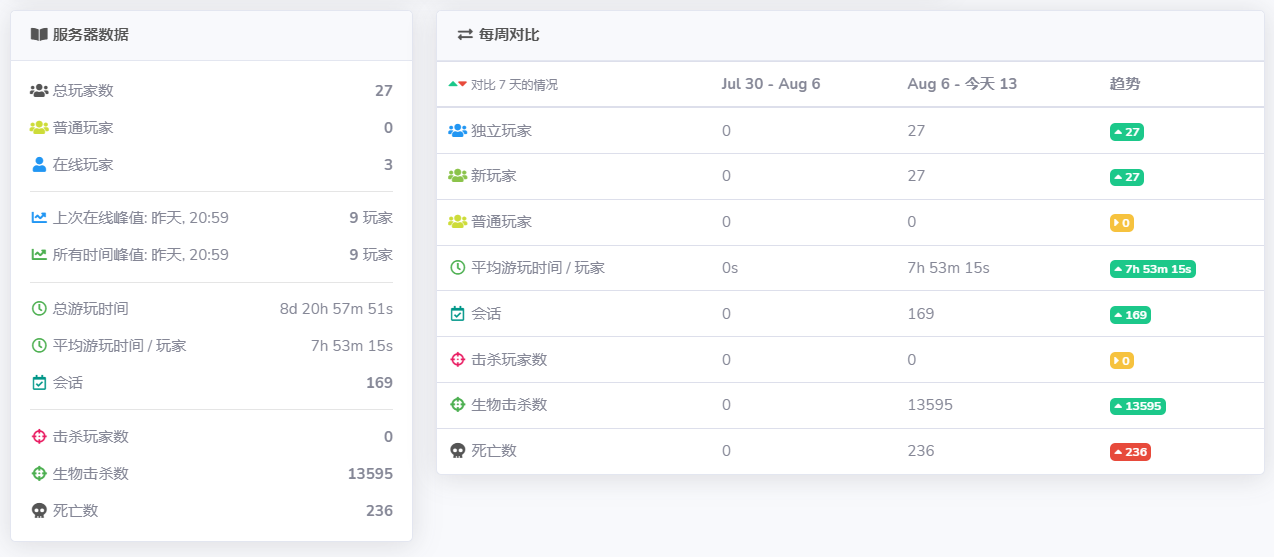 服务器数据
总玩家数 27
普通玩家 0
在线玩家 3
上次在线峰值: 昨天, 20:59 9 玩家
所有时间峰值: 昨天, 20:59 9 玩家
总游玩时间 8d 20h 57m 51s
平均游玩时间 / 玩家 7h 53m 15s
会话 169
击杀玩家数 0
生物击杀数 13595
死亡数 236
每周对比
对比 7 天的情况 Jul 30 - Aug 6 Aug 6 - 今天 13 趋势
独立玩家 0 27 27
新玩家 0 27 27
普通玩家 0 0 0
平均游玩时间 / 玩家 0s 7h 53m 15s 7h 53m 15s
会话 0 169 169
击杀玩家数 0 0 0
生物击杀数 0 13595 13595
死亡数 0 236 236